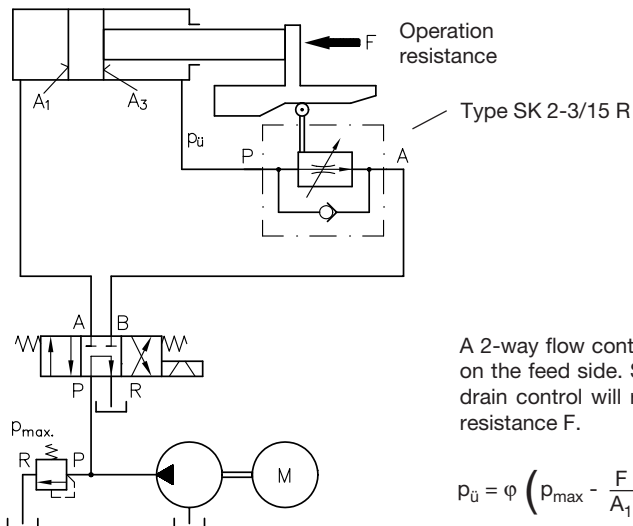 F
Operation
resistance
A1
A3
pü
Type SK 2-3/15 R
P
A
A
B
P
R
pmax.
R
P
M
A 2-way flow cont
on the feed side. S
drain control will r
resistance F.
pü = φ ( pmax - F/A1